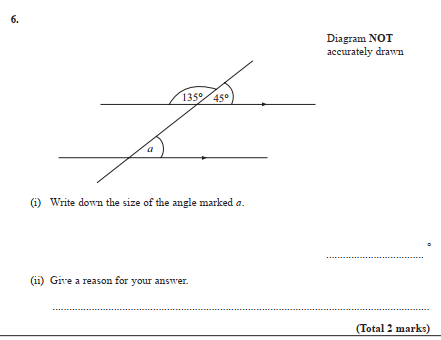 6.
Diagram NOT
accurately drawn
135° 45°
a
(i) Write down the size of the angle marked a.
°
(ii) Give a reason for your answer.
(Total 2 marks)